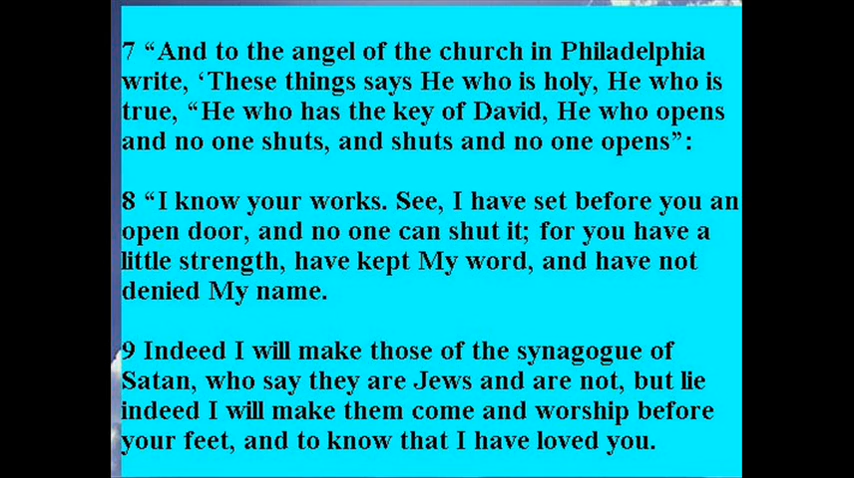 7 “And to the angel of the church in Philadelphia
write, ‘These things says He who is holy, He who is
true, “He who has the key of David, He who opens
and no one shuts, and shuts and no one opens”:
8 “I know your works. See, I have set before you an
open door, and no one can shut it; for you have a
little strength, have kept My word, and have not
denied My name.
9 Indeed I will make those of the synagogue of
Satan, who say they are Jews and are not, but lie
indeed I will make them come and worship before
your feet, and to know that I have loved you.